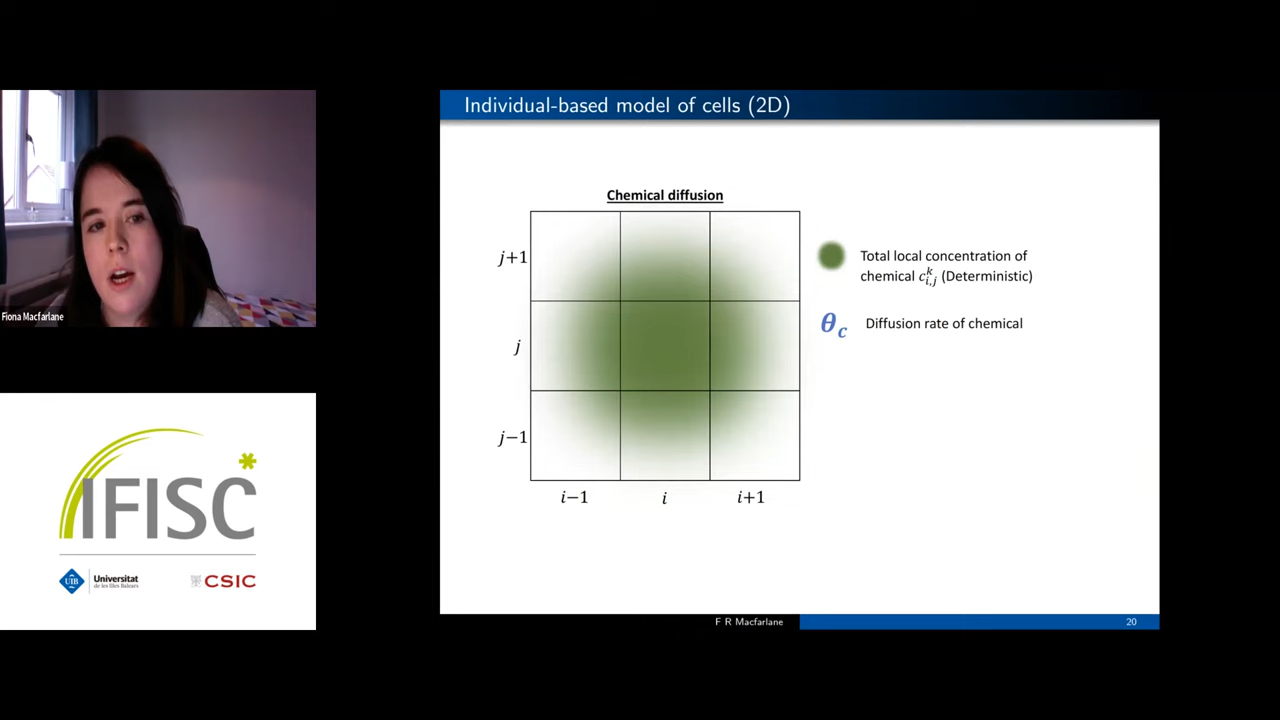 Individual-based model of cells (2D)
Chemical diffusion
j+1
j
j−1
i−1
i
i+1
Total local concentration of
chemical c^k_{i,j} (Deterministic)
θ_c Diffusion rate of chemical
F R Macfarlane
20
Fiona Macfarlane
IFISC
UIB
Universitat
de les Illes Balears
CSIC